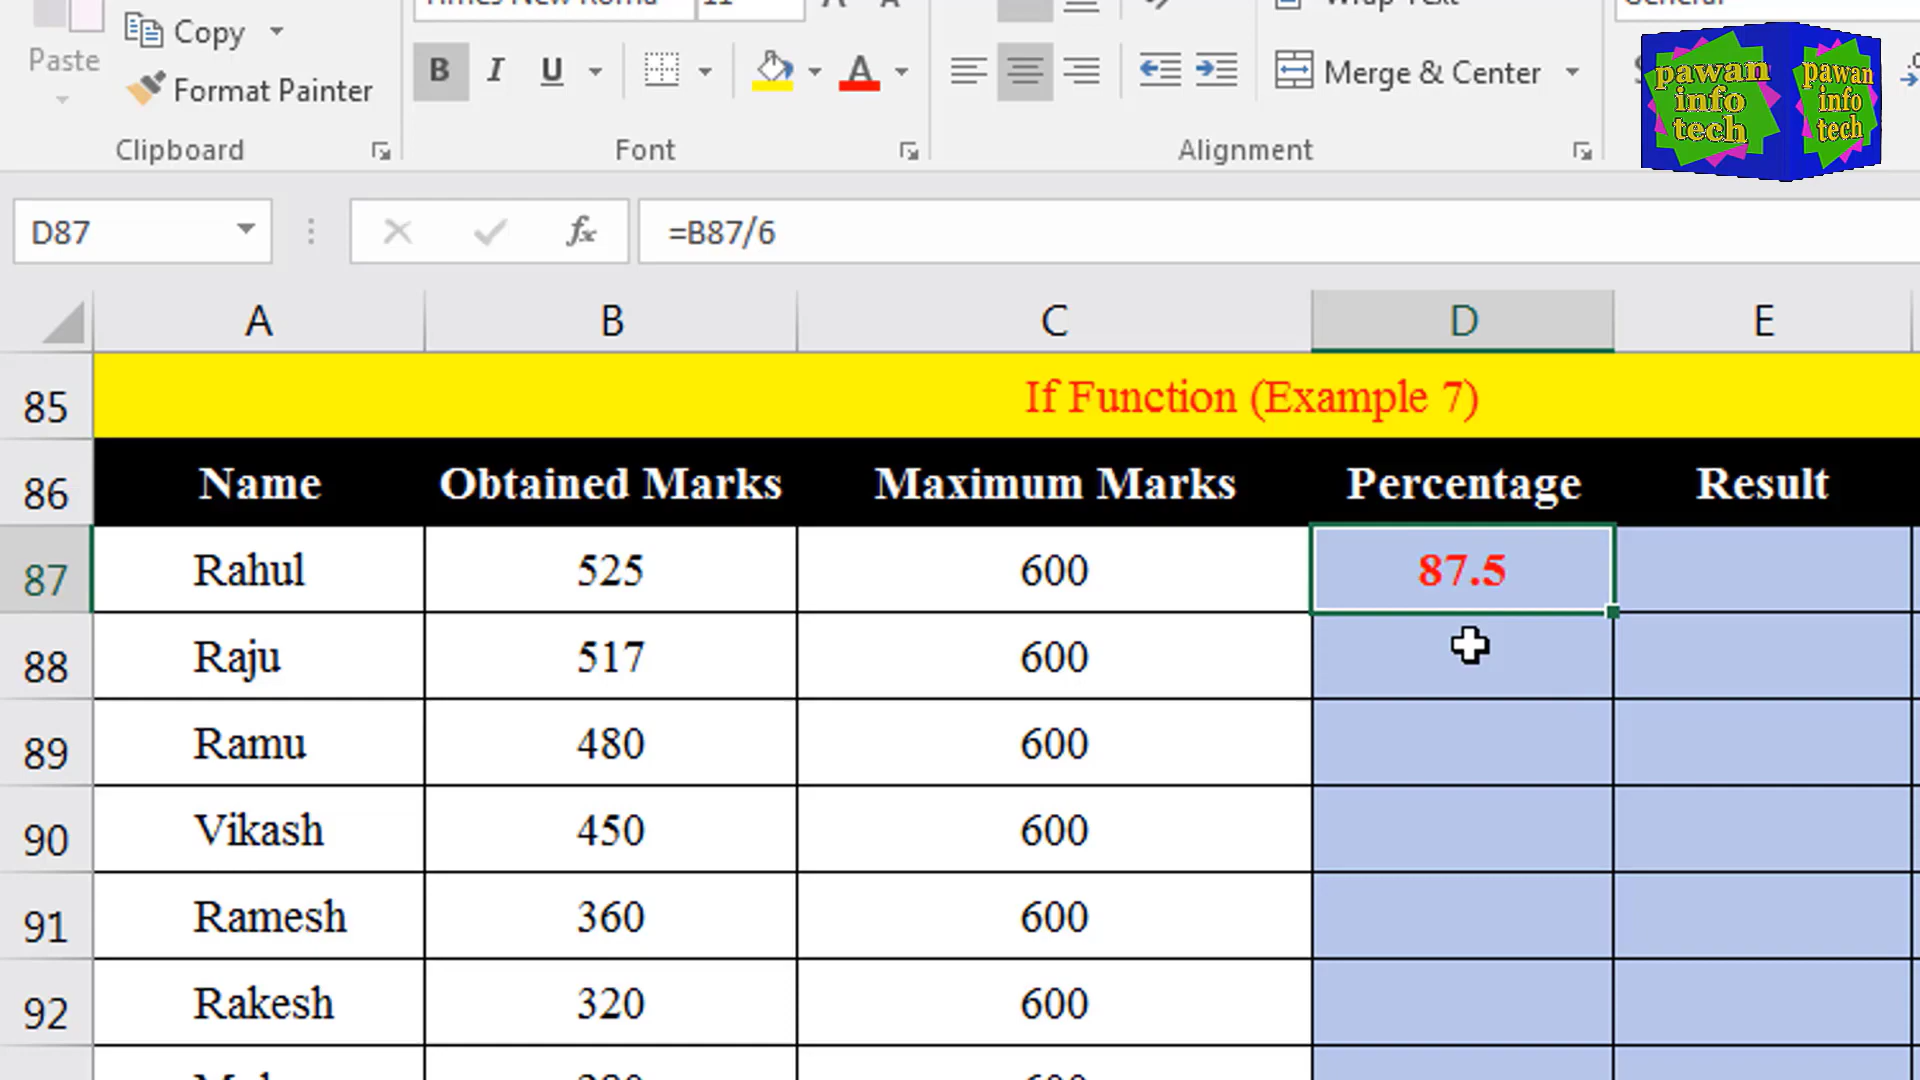 Copy
Paste
Format Painter
B I U
A
Merge & Center
Clipboard
Font
Alignment
pawan info tech
pawan info tech
D87
fx
=B87/6
A B C D E
85 If Function (Example 7)
86 Name Obtained Marks Maximum Marks Percentage Result
87 Rahul 525 600 87.5
88 Raju 517 600
89 Ramu 480 600
90 Vikash 450 600
91 Ramesh 360 600
92 Rakesh 320 600